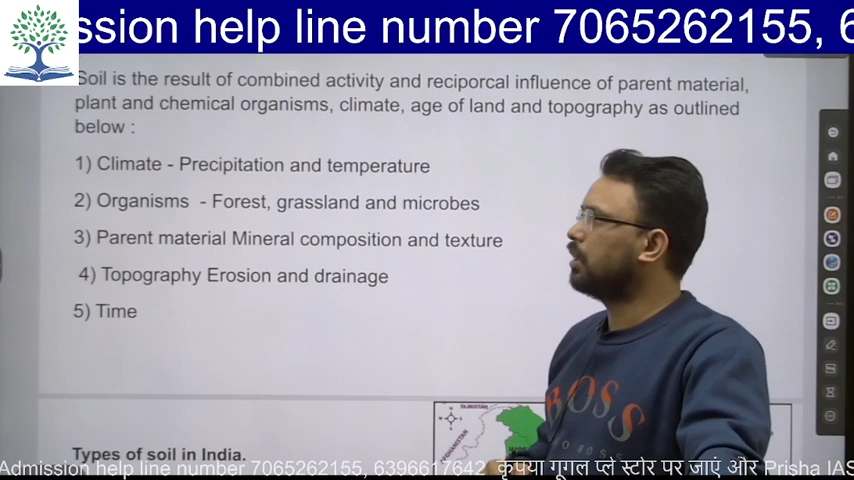 ssion help line number 7065262155, 6
Soil is the result of combined activity and reciporcal influence of parent material,
plant and chemical organisms, climate, age of land and topography as outlined
below :
1) Climate - Precipitation and temperature
2) Organisms - Forest, grassland and microbes
3) Parent material Mineral composition and texture
4) Topography Erosion and drainage
5) Time
BOSS
TAJIKISTAN
Types of soil in India.
Admission help line number 7065262155, 6396617642 कृपया गूगल प्ले स्टोर पर जाएं और Prisha IAS